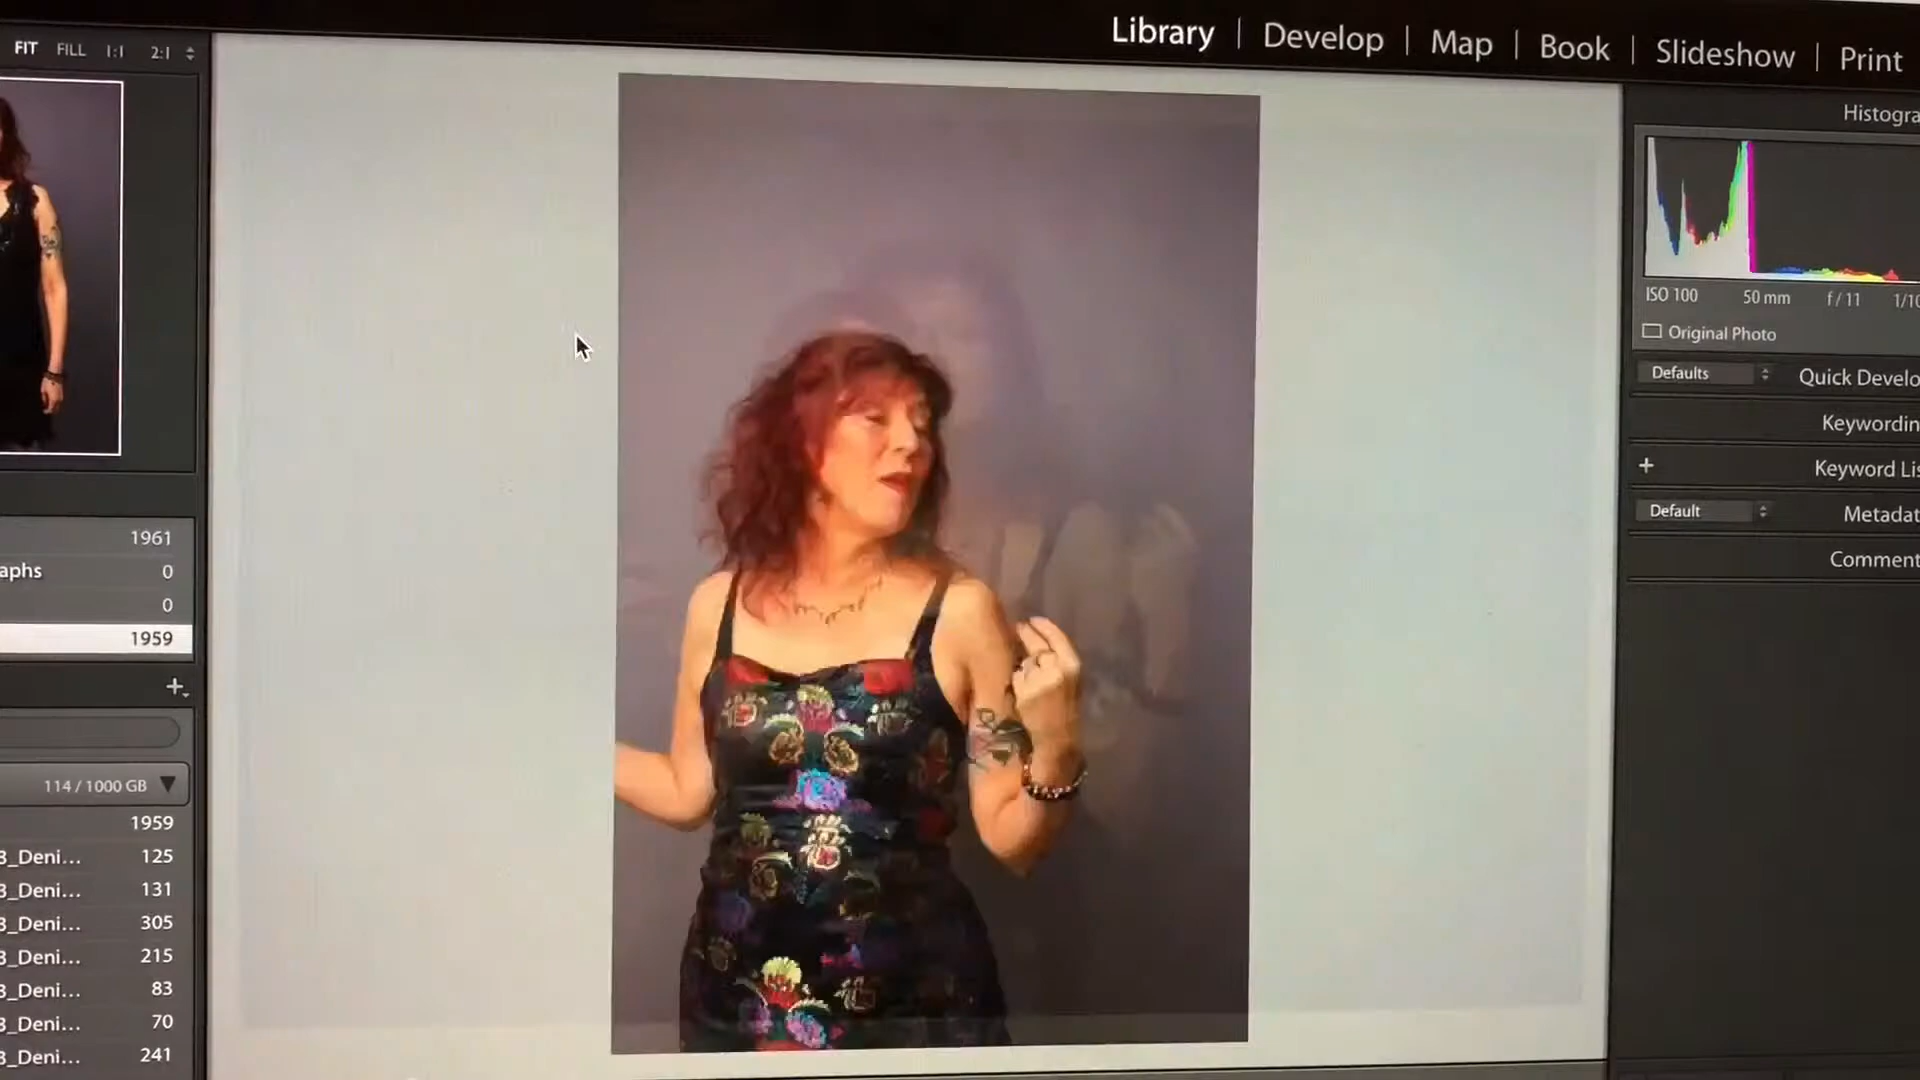 FIT FILL 1:1 2:1
Library | Develop | Map | Book | Slideshow | Print
Histogra
ISO 100 50 mm f / 11 1/10
Original Photo
Defaults Quick Develo
Keywordin
+ Keyword Lis
Default Metadat
Comment
1961
aphs 0
0
1959
+
114 / 1000 GB
1959
3_Deni... 125
3_Deni... 131
3_Deni... 305
3_Deni... 215
3_Deni... 83
3_Deni... 70
3_Deni... 241